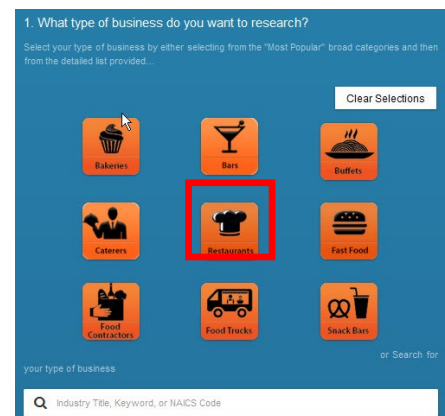 1. What type of business do you want to research?
Select your type of business by either selecting from the "Most Popular" broad categories and then
from the detailed list provided...
Clear Selections
Bakeries
Bars
Buffets
Caterers
Restaurants
Fast Food
Food
Contractors
Food Trucks
Snack Bars
or Search for
your type of business
Industry Title, Keyword, or NAICS Code